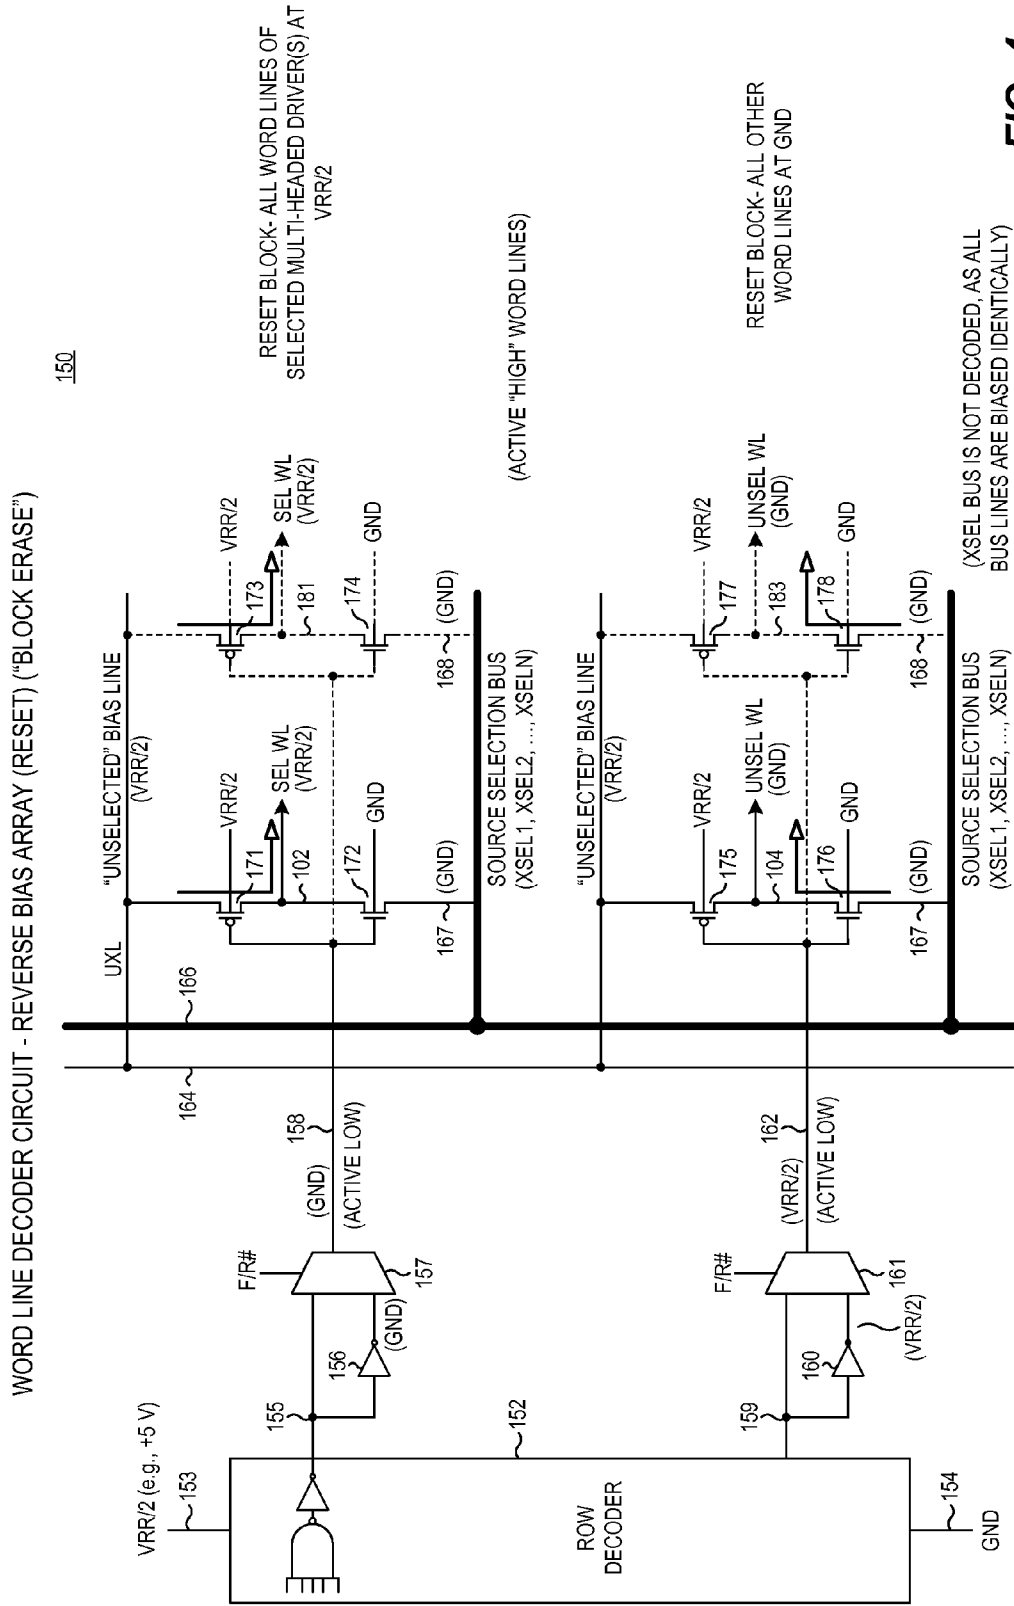 WORD LINE DECODER CIRCUIT - REVERSE BIAS ARRAY (RESET) ("BLOCK ERASE")
150
VRR/2 (e.g., +5 V)
153
ROW
DECODER
152
154
GND
155
156
(GND)
F/R#
157
158
(GND)
(ACTIVE LOW)
159
160
(VRR/2)
F/R#
161
162
(VRR/2)
(ACTIVE LOW)
164
166
UXL
"UNSELECTED" BIAS LINE
(VRR/2)
VRR/2
171
SEL WL
(VRR/2)
102
172
GND
167
(GND)
VRR/2
173
SEL WL
(VRR/2)
181
174
GND
168
(GND)
SOURCE SELECTION BUS
(XSEL1, XSEL2, ..., XSELN)
RESET BLOCK- ALL WORD LINES OF
SELECTED MULTI-HEADED DRIVER(S) AT
VRR/2
(ACTIVE "HIGH" WORD LINES)
"UNSELECTED" BIAS LINE
(VRR/2)
VRR/2
175
UNSEL WL
(GND)
104
176
GND
167
(GND)
VRR/2
177
UNSEL WL
(GND)
183
178
GND
168
(GND)
SOURCE SELECTION BUS
(XSEL1, XSEL2, ..., XSELN)
RESET BLOCK- ALL OTHER
WORD LINES AT GND
(XSEL BUS IS NOT DECODED, AS ALL
BUS LINES ARE BIASED IDENTICALLY)